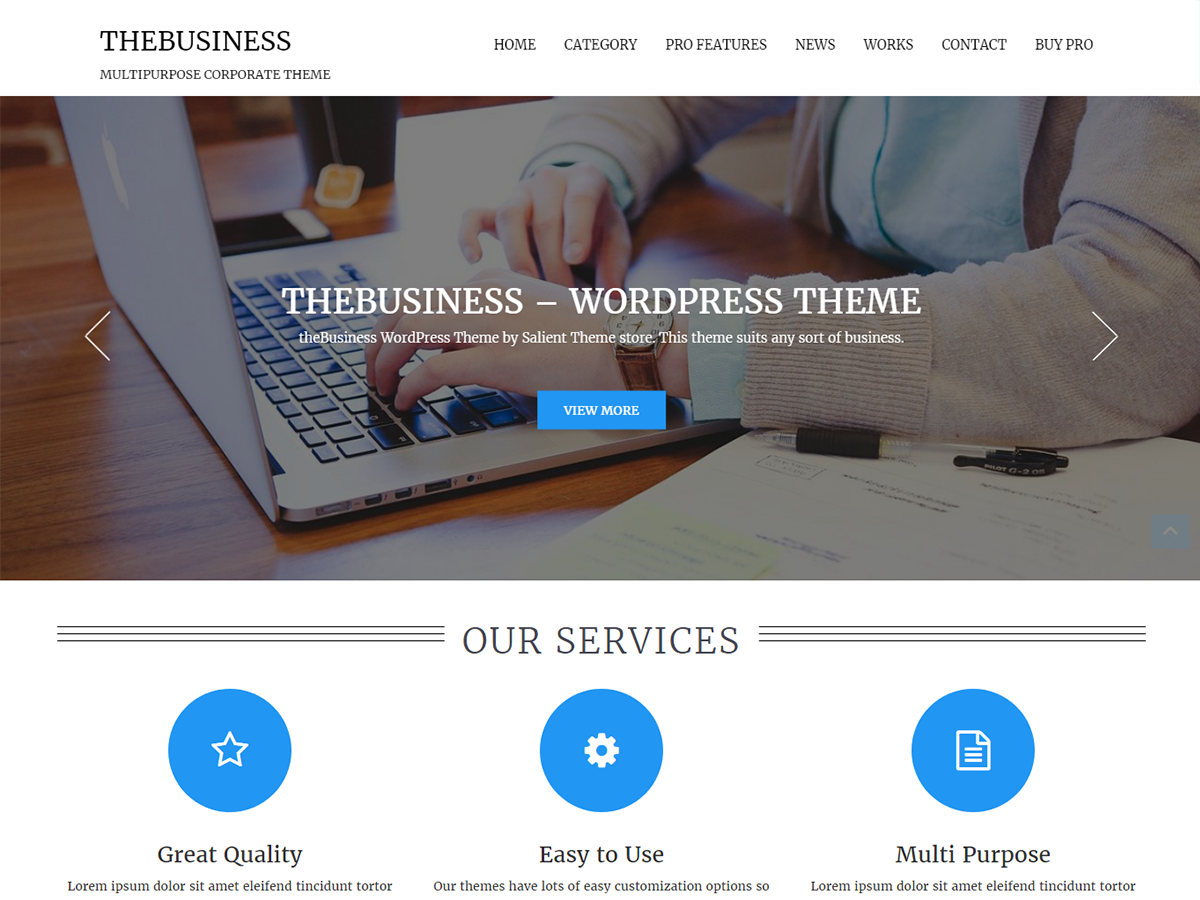 THEBUSINESS
MULTIPURPOSE CORPORATE THEME
HOME CATEGORY PRO FEATURES NEWS WORKS CONTACT BUY PRO
THEBUSINESS – WORDPRESS THEME
theBusiness WordPress Theme by Salient Theme store. This theme suits any sort of business.
VIEW MORE
PILOT G-2 05
OUR SERVICES
Great Quality
Easy to Use
Multi Purpose
Lorem ipsum dolor sit amet eleifend tincidunt tortor
Our themes have lots of easy customization options so
Lorem ipsum dolor sit amet eleifend tincidunt tortor